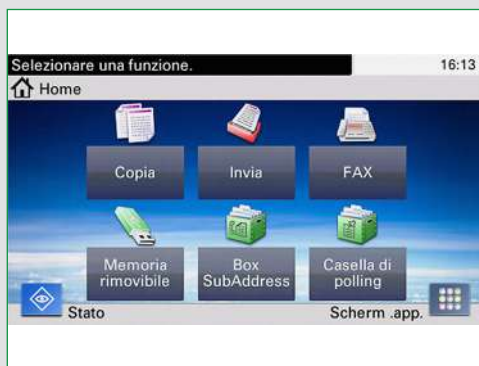 Selezionare una funzione.
16:13
Home
Copia
Invia
FAX
Memoria
rimovibile
Box
SubAddress
Casella di
polling
Stato
Scherm .app.